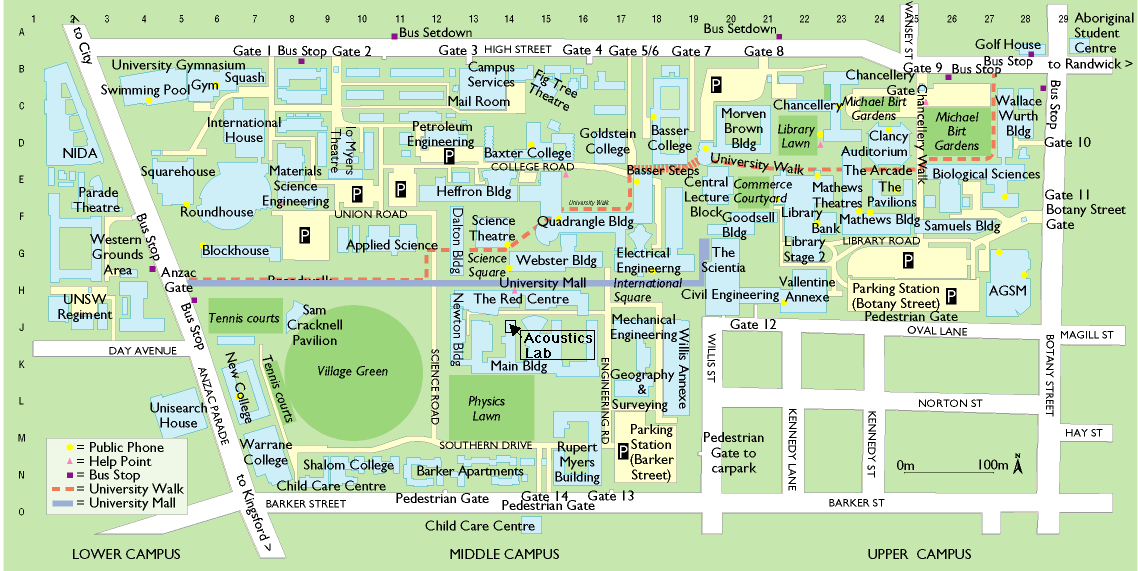 1 2 3 4 5 6 7 8 9 10 11 12 13 14 15 16 17 18 19 20 21 22 23 24 25 26 27 28 29
A
B
C
D
E
F
G
H
J
K
L
M
N
O
to City
Bus Setdown
Bus Setdown
WANSEY ST
Golf House
Aboriginal
Student
Centre
Gate 1
Bus Stop
Gate 2
Gate 3
HIGH STREET
Gate 4
Gate 5/6
Gate 7
Gate 8
Gate 9
Bus Stop
Bus Stop
to Randwick >
University Gymnasium
Swimming Pool
Gym
Squash
Campus
Services
Fig Tree
Theatre
Mail Room
P
Chancellery
Gate
Chancellery
Michael Birt
Gardens
Chancellery Walk
Michael
Birt
Gardens
Wallace
Wurth
Bldg
Bus Stop
Gate 10
International
House
Io Myers
Theatre
Petroleum
Engineering
P
Baxter College
Goldstein
College
Basser
College
Morven
Brown
Bldg
Library
Lawn
Clancy
Auditorium
NIDA
Squarehouse
Materials
Science
Engineering
P
P
COLLEGE ROAD
Heffron Bldg
Basser Steps
University Walk
The Arcade
The
Pavilions
Biological Sciences
Parade
Theatre
Roundhouse
UNION ROAD
University Walk
Central
Lecture
Block
Commerce
Courtyard
Mathews
Theatres
Mathews Bldg
Gate 11
Botany Street
Gate
Bus Stop
Blockhouse
P
Applied Science
Dalton Bldg
Science
Theatre
Quadrangle Bldg
Goodsell
Bldg
Library
Bank
Samuels Bldg
LIBRARY ROAD
Western
Grounds
Area
Anzac
Gate
Science
Square
Webster Bldg
Electrical
Engineering
The
Scientia
Library
Stage 2
P
University Mall
International
Square
UNSW
Regiment
Bus Stop
Tennis courts
Sam
Cracknell
Pavilion
Newton Bldg
The Red Centre
Civil Engineering
Vallentine
Annexe
Parking Station
(Botany Street)
P
Pedestrian Gate
AGSM
DAY AVENUE
Village Green
SCIENCE ROAD
Acoustics
Lab
Main Bldg
Mechanical
Engineering
Willis Annexe
Gate 12
OVAL LANE
MAGILL ST
New College
Tennis courts
ANZAC PARADE
ENGINEERING RD
Geography
&
Surveying
WILLIS ST
BOTANY STREET
Unisearch
House
Physics
Lawn
NORTON ST
KENNEDY LANE
KENNEDY ST
HAY ST
Warrane
College
SOUTHERN DRIVE
Rupert
Myers
Building
P
Parking
Station
(Barker
Street)
Pedestrian
Gate to
carpark
= Public Phone
= Help Point
= Bus Stop
= University Walk
= University Mall
Shalom College
Barker Apartments
Child Care Centre
0m 100m N
to Kingsford >
BARKER STREET
Pedestrian Gate
Gate 14
Gate 13
Pedestrian Gate
BARKER ST
Child Care Centre
LOWER CAMPUS
MIDDLE CAMPUS
UPPER CAMPUS